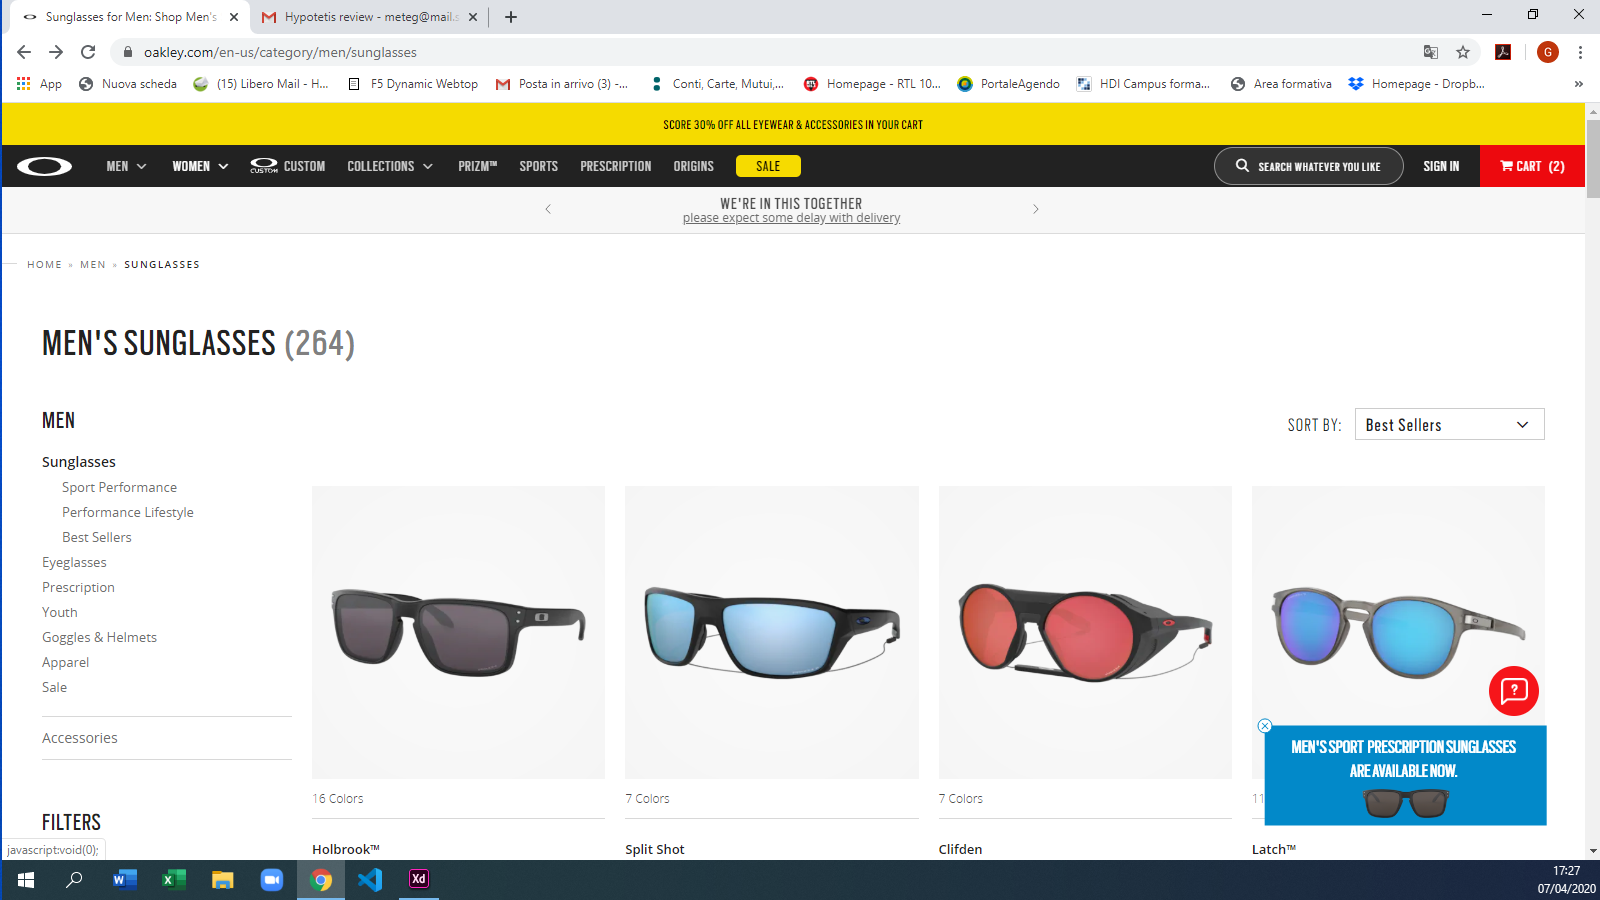 Sunglasses for Men: Shop Men's
Hypotetis review - meteg@mail.s
oakley.com/en-us/category/men/sunglasses
G
App
Nuova scheda
(15) Libero Mail - H...
F5 Dynamic Webtop
Posta in arrivo (3) -...
Conti, Carte, Mutui,...
Homepage - RTL 10...
PortaleAgendo
HDI Campus forma...
Area formativa
Homepage - Dropb...
»
SCORE 30% OFF ALL EYEWEAR & ACCESSORIES IN YOUR CART
MEN
WOMEN
CUSTOM
CUSTOM
COLLECTIONS
PRIZM™
SPORTS
PRESCRIPTION
ORIGINS
SALE
SEARCH WHATEVER YOU LIKE
SIGN IN
CART (2)
WE'RE IN THIS TOGETHER
please expect some delay with delivery
HOME » MEN » SUNGLASSES
MEN'S SUNGLASSES (264)
MEN
SORT BY:
Best Sellers
Sunglasses
Sport Performance
Performance Lifestyle
Best Sellers
Eyeglasses
Prescription
Youth
Goggles & Helmets
Apparel
Sale
Accessories
FILTERS
16 Colors
7 Colors
7 Colors
11
Holbrook™
Split Shot
Clifden
Latch™
MEN'S SPORT PRESCRIPTION SUNGLASSES
ARE AVAILABLE NOW.
javascript:void(0);
Xd
17:27
07/04/2020